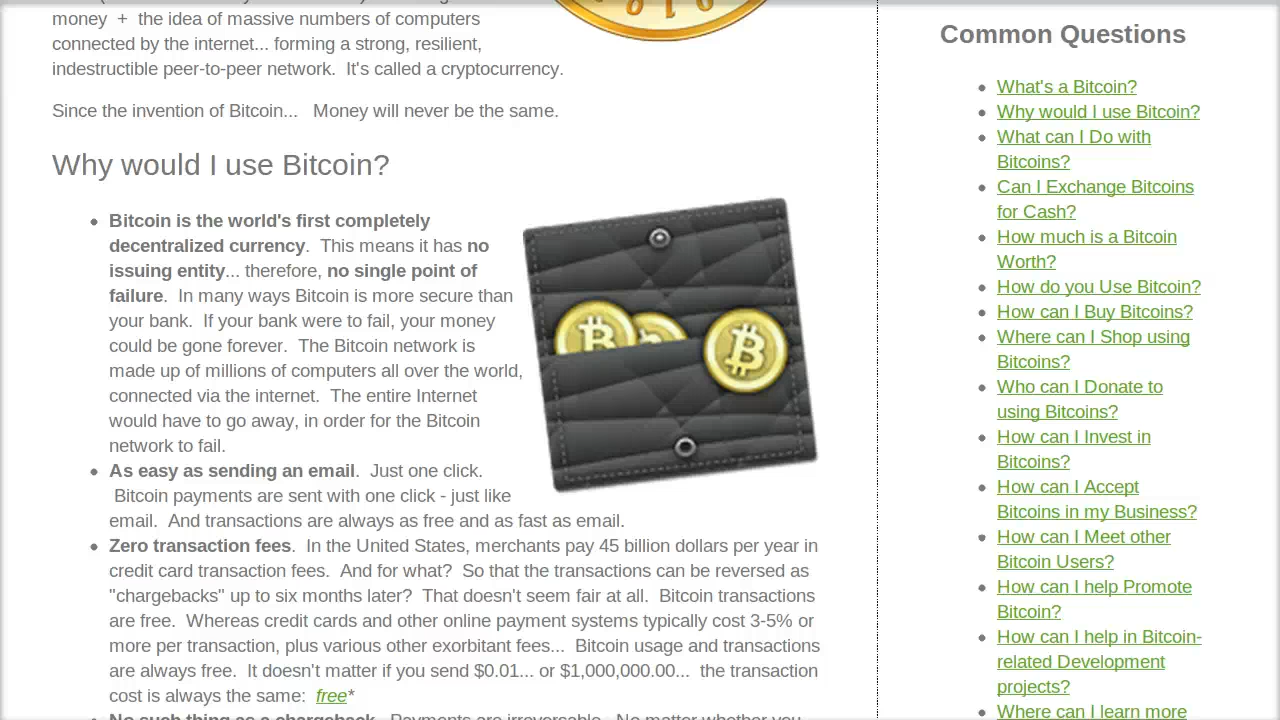 money + the idea of massive numbers of computers
connected by the internet... forming a strong, resilient,
indestructible peer-to-peer network. It's called a cryptocurrency.
Since the invention of Bitcoin... Money will never be the same.
Why would I use Bitcoin?
Bitcoin is the world's first completely
decentralized currency. This means it has no
issuing entity... therefore, no single point of
failure. In many ways Bitcoin is more secure than
your bank. If your bank were to fail, your money
could be gone forever. The Bitcoin network is
made up of millions of computers all over the world,
connected via the internet. The entire Internet
would have to go away, in order for the Bitcoin
network to fail.
As easy as sending an email. Just one click.
Bitcoin payments are sent with one click - just like
email. And transactions are always as free and as fast as email.
Zero transaction fees. In the United States, merchants pay 45 billion dollars per year in
credit card transaction fees. And for what? So that the transactions can be reversed as
"chargebacks" up to six months later? That doesn't seem fair at all. Bitcoin transactions
are free. Whereas credit cards and other online payment systems typically cost 3-5% or
more per transaction, plus various other exorbitant fees... Bitcoin usage and transactions
are always free. It doesn't matter if you send $0.01... or $1,000,000.00... the transaction
cost is always the same: free*
No such thing as a chargeback. Payments are irreversable. No matter whether you
Common Questions
What's a Bitcoin?
Why would I use Bitcoin?
What can I Do with
Bitcoins?
Can I Exchange Bitcoins
for Cash?
How much is a Bitcoin
Worth?
How do you Use Bitcoin?
How can I Buy Bitcoins?
Where can I Shop using
Bitcoins?
Who can I Donate to
using Bitcoins?
How can I Invest in
Bitcoins?
How can I Accept
Bitcoins in my Business?
How can I Meet other
Bitcoin Users?
How can I help Promote
Bitcoin?
How can I help in Bitcoin-
related Development
projects?
Where can I learn more